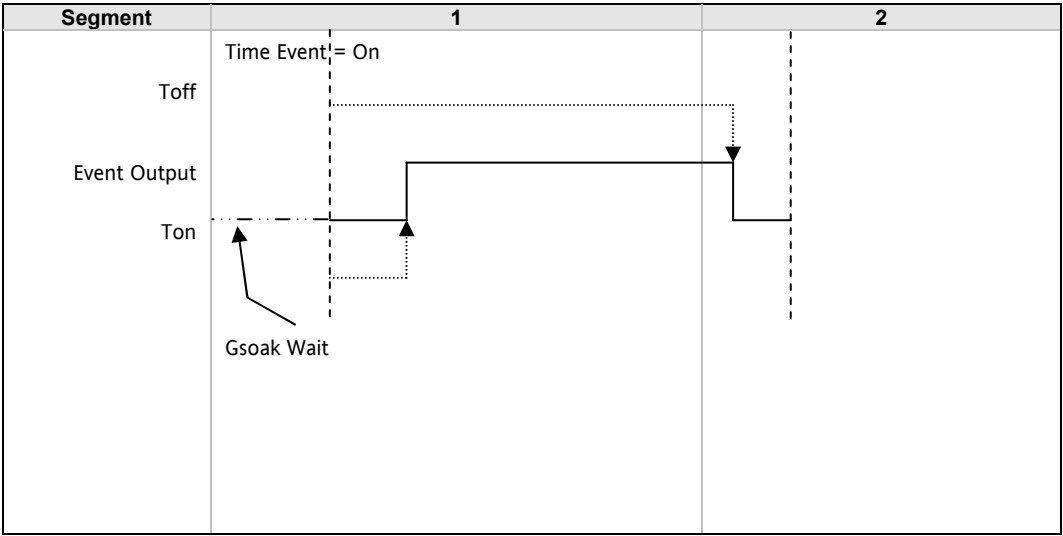 Segment 1 2
Time Event = On
Toff
Event Output
Ton
Gsoak Wait